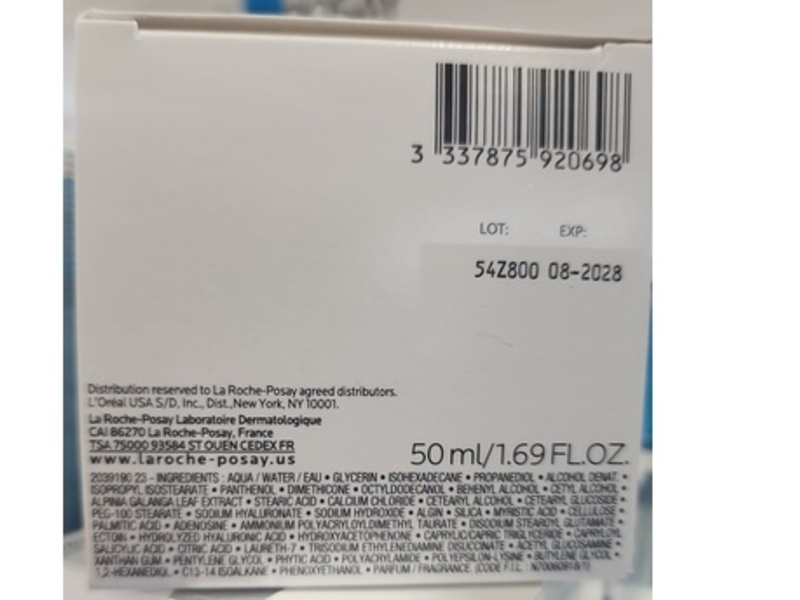 3 337875 920698
LOT: EXP:
54Z800 08-2028
Distribution reserved to La Roche-Posay agreed distributors.
L'Oréal USA S/D, Inc., Dist., New York, NY 10001.
La Roche-Posay Laboratoire Dermatologique
CAI 86270 La Roche-Posay, France
TSA 75000 93584 ST OUEN CEDEX FR
www.laroche-posay.us
50 ml/1.69 FL.OZ.
2039190 23 - INGREDIENTS : AQUA / WATER / EAU • GLYCERIN • ISOHEXADECANE • PROPANEDIOL • ALCOHOL DENAT. •
ISOPROPYL ISOSTEARATE • PANTHENOL • DIMETHICONE • OCTYLDODECANOL • BEHENYL ALCOHOL • CETYL ALCOHOL •
ALPINIA GALANGA LEAF EXTRACT • STEARIC ACID • CALCIUM CHLORIDE • CETEARYL ALCOHOL • CETEARYL GLUCOSIDE •
PEG-100 STEARATE • SODIUM HYALURONATE • SODIUM HYDROXIDE • ALGIN • SILICA • MYRISTIC ACID • CELLULOSE •
PALMITIC ACID • ADENOSINE • AMMONIUM POLYACRYLOYLDIMETHYL TAURATE • DISODIUM STEAROYL GLUTAMATE •
ECTOIN • HYDROLYZED HYALURONIC ACID • HYDROXYACETOPHENONE • CAPRYLIC/CAPRIC TRIGLYCERIDE • CAPRYLOYL
SALICYLIC ACID • CITRIC ACID • LAURETH-7 • TRISODIUM ETHYLENEDIAMINE DISUCCINATE • ACETYL GLUCOSAMINE •
XANTHAN GUM • PENTYLENE GLYCOL • PHYTIC ACID • POLYACRYLAMIDE • POLYEPSILON-LYSINE • BUTYLENE GLYCOL •
1,2-HEXANEDIOL • C13-14 ISOALKANE • PHENOXYETHANOL • PARFUM / FRAGRANCE. (CODE F.I.L. :